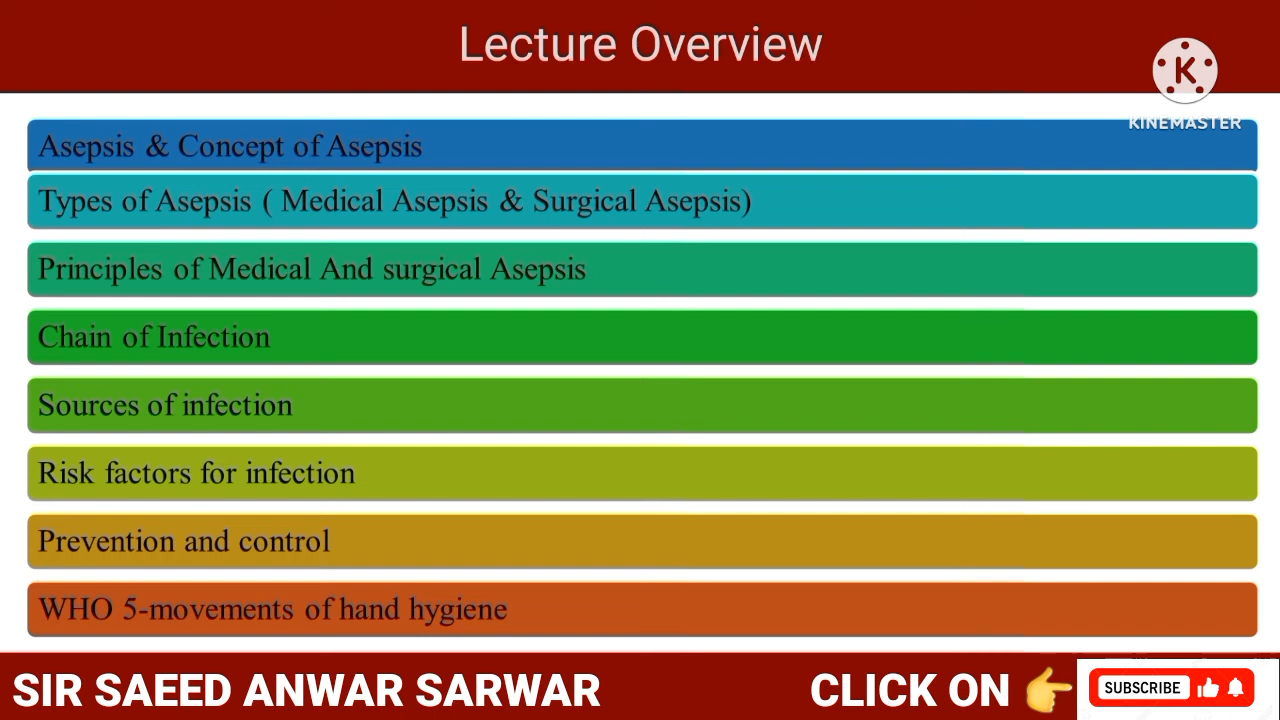 Lecture Overview
K
KINEMASTER
Asepsis & Concept of Asepsis
Types of Asepsis ( Medical Asepsis & Surgical Asepsis)
Principles of Medical And surgical Asepsis
Chain of Infection
Sources of infection
Risk factors for infection
Prevention and control
WHO 5-movements of hand hygiene
SIR SAEED ANWAR SARWAR
CLICK ON
SUBSCRIBE